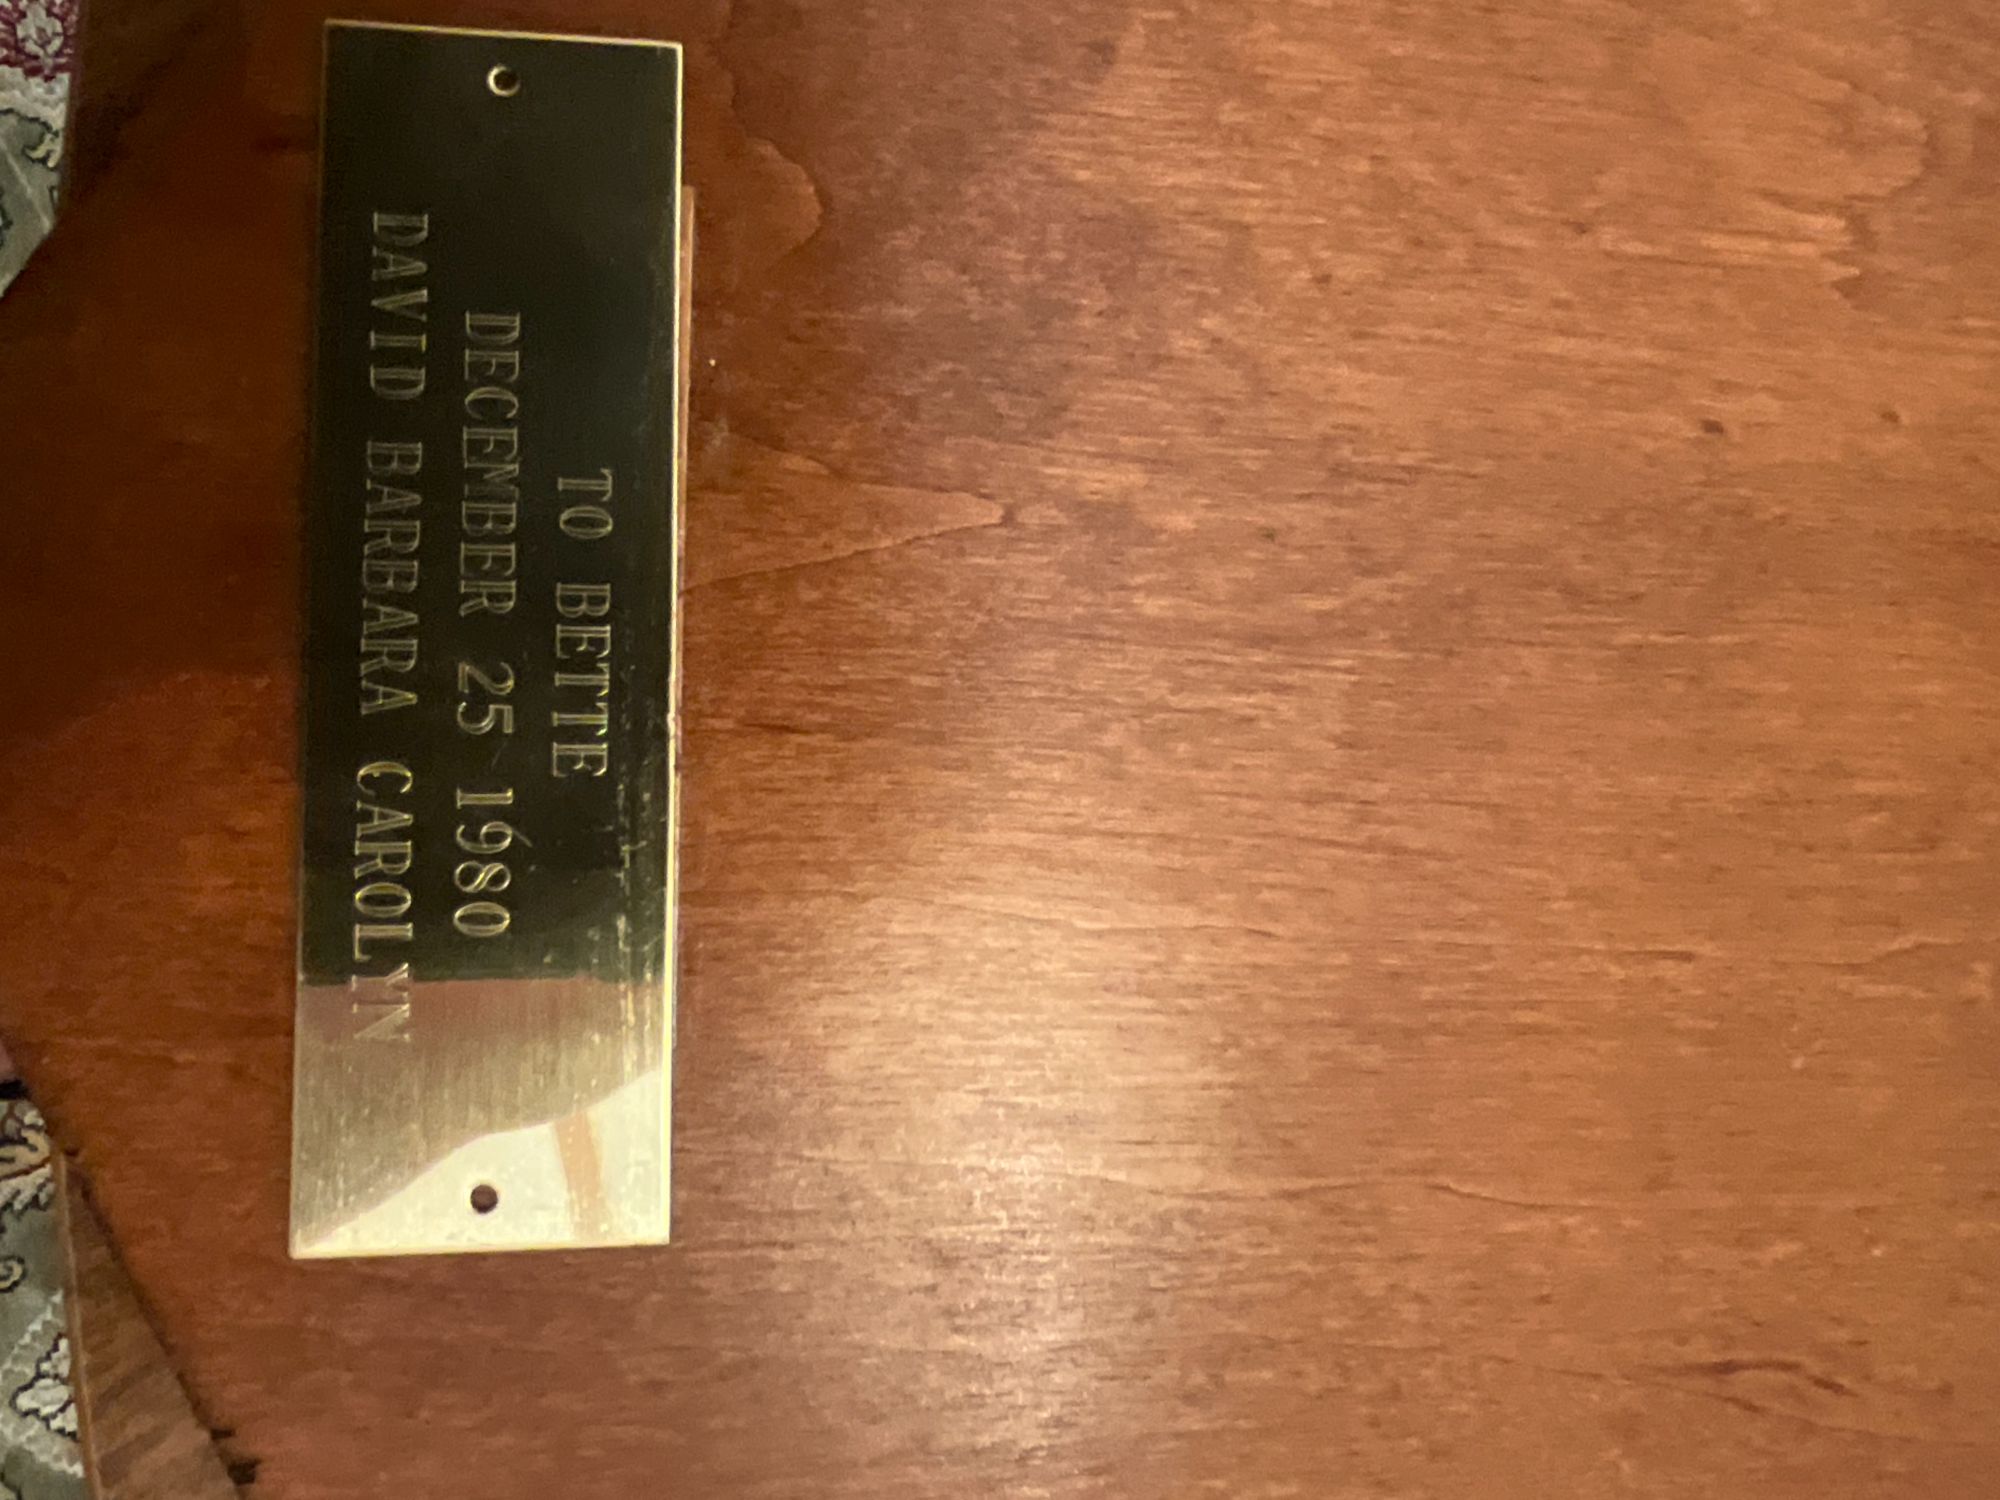 TO BETTE
DECEMBER 25 1980
DAVID BARBARA CAROLYN